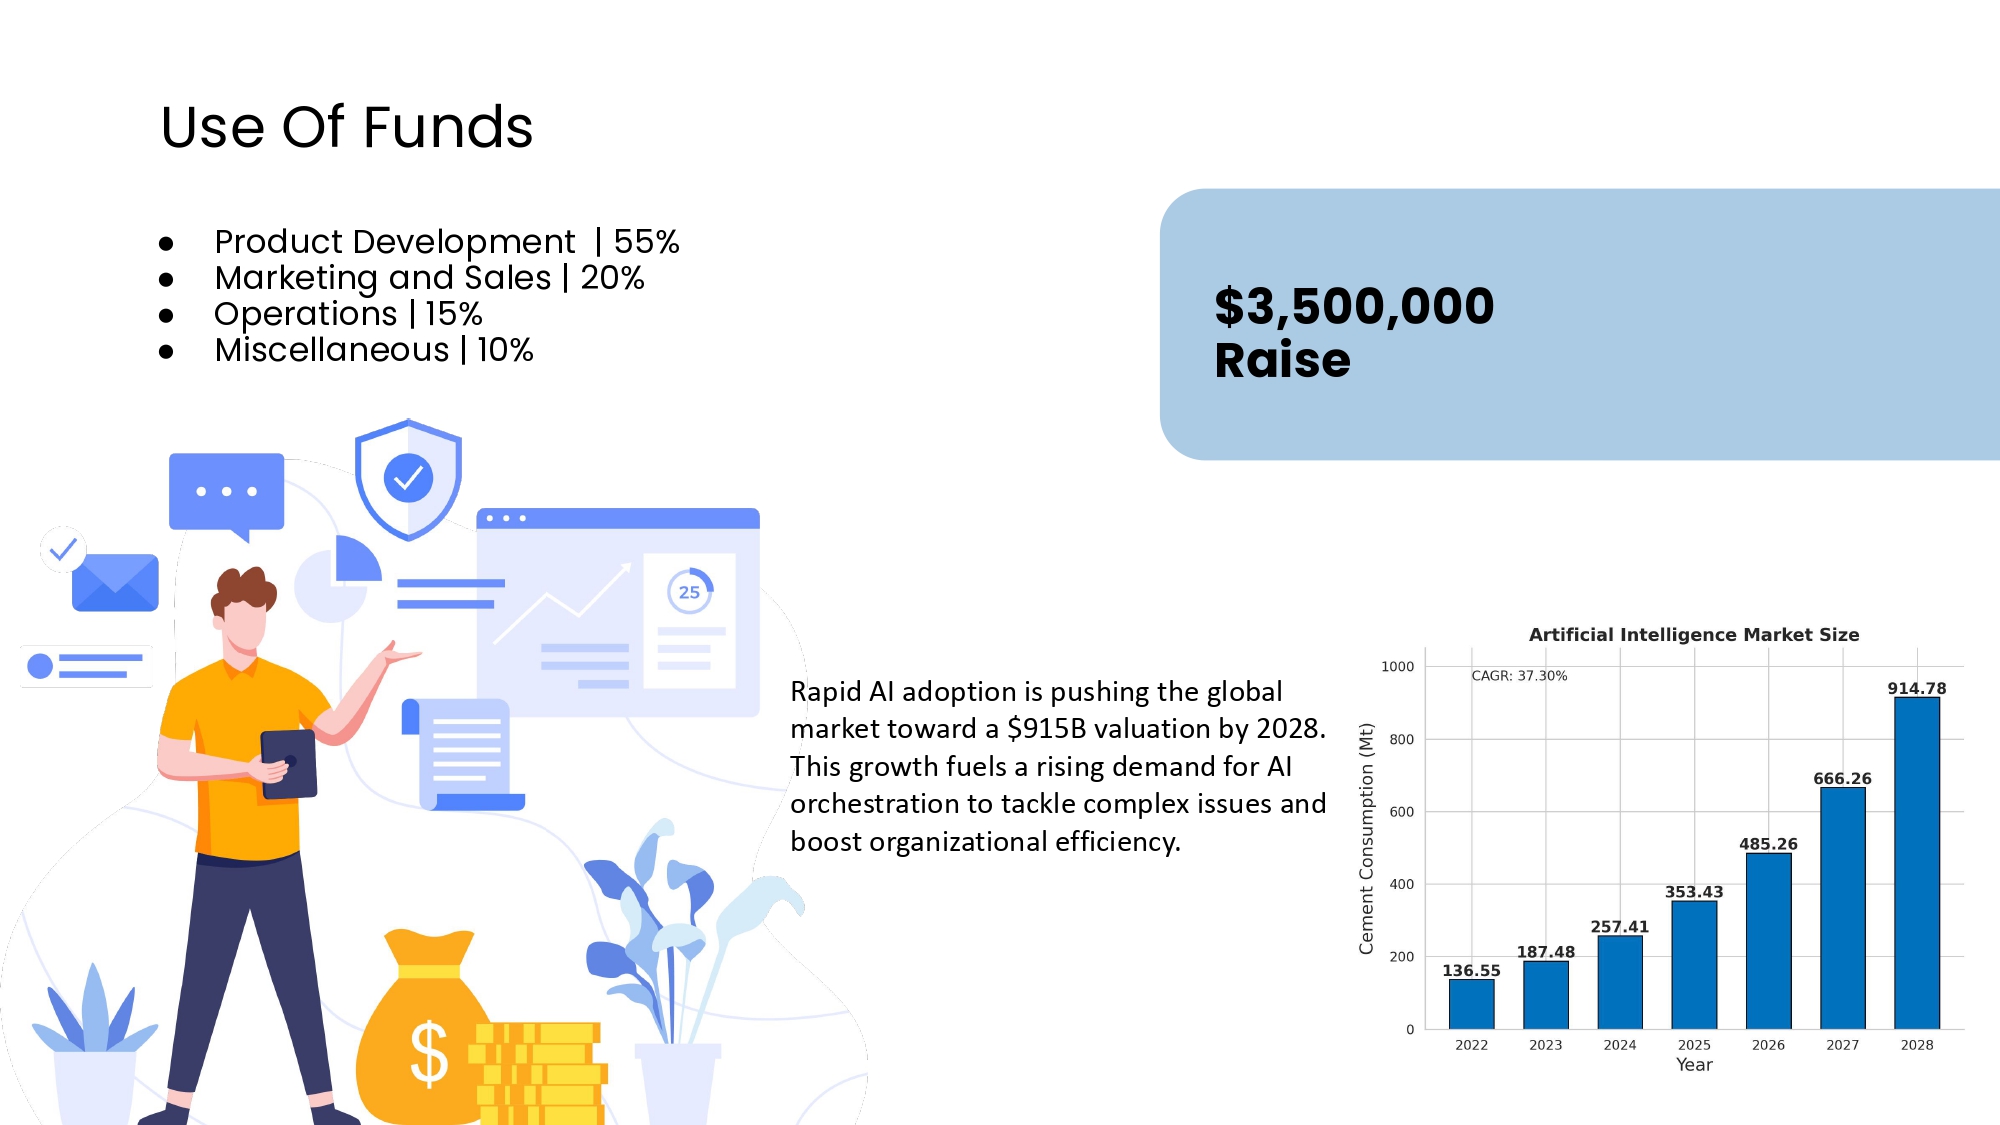 Use Of Funds
● Product Development | 55%
● Marketing and Sales | 20%
● Operations | 15%
● Miscellaneous | 10%
$3,500,000
Raise
25
$
Rapid AI adoption is pushing the global
market toward a $915B valuation by 2028.
This growth fuels a rising demand for AI
orchestration to tackle complex issues and
boost organizational efficiency.
Artificial Intelligence Market Size
CAGR: 37.30%
Cement Consumption (Mt)
1000
800
600
400
200
0
136.55
187.48
257.41
353.43
485.26
666.26
914.78
2022 2023 2024 2025 2026 2027 2028
Year